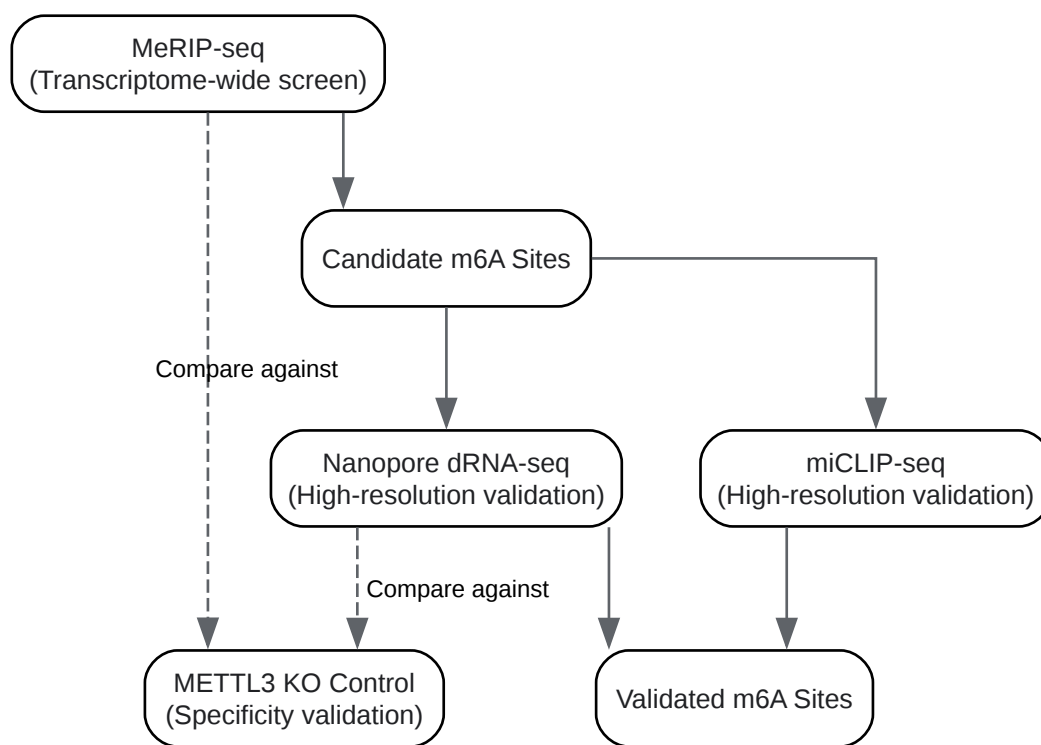 MeRIP-seq
(Transcriptome-wide screen)
Candidate m6A Sites
Compare against
Nanopore dRNA-seq
(High-resolution validation)
miCLIP-seq
(High-resolution validation)
Compare against
METTL3 KO Control
(Specificity validation)
Validated m6A Sites